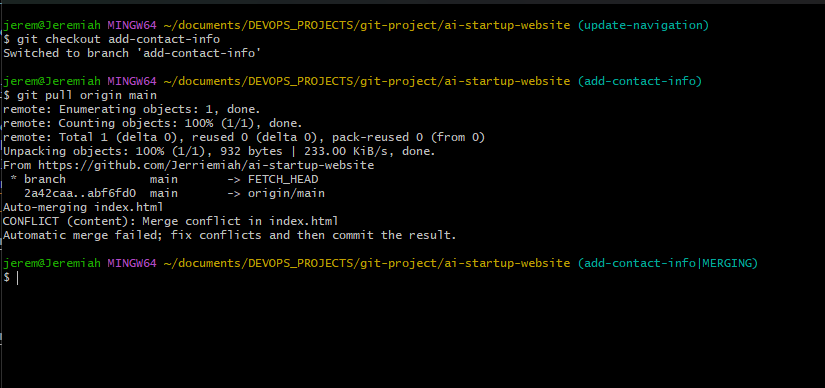 jerem@Jeremiah MINGW64 ~/documents/DEVOPS_PROJECTS/git-project/ai-startup-website (update-navigation)
$ git checkout add-contact-info
Switched to branch 'add-contact-info'
jerem@Jeremiah MINGW64 ~/documents/DEVOPS_PROJECTS/git-project/ai-startup-website (add-contact-info)
$ git pull origin main
remote: Enumerating objects: 1, done.
remote: Counting objects: 100% (1/1), done.
remote: Total 1 (delta 0), reused 0 (delta 0), pack-reused 0 (from 0)
Unpacking objects: 100% (1/1), 932 bytes | 233.00 KiB/s, done.
From https://github.com/Jerriemiah/ai-startup-website
 * branch            main       -> FETCH_HEAD
   2a42caa..abf6fd0  main       -> origin/main
Auto-merging index.html
CONFLICT (content): Merge conflict in index.html
Automatic merge failed; fix conflicts and then commit the result.
jerem@Jeremiah MINGW64 ~/documents/DEVOPS_PROJECTS/git-project/ai-startup-website (add-contact-info|MERGING)
$